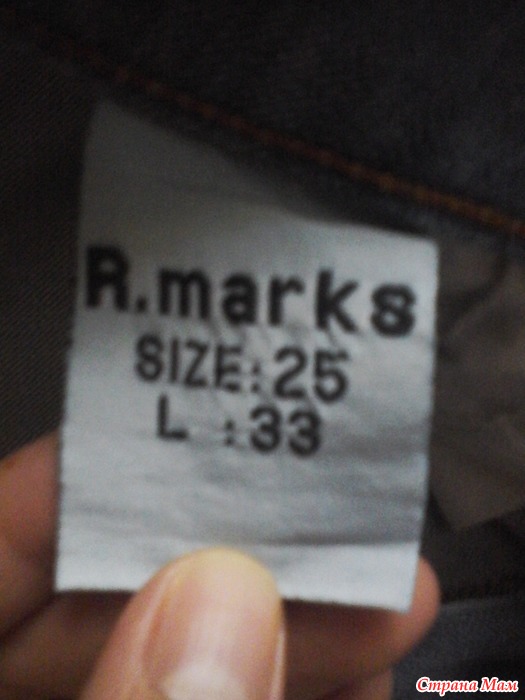 R.marks
SIZE:25
L :33
Страна Мам